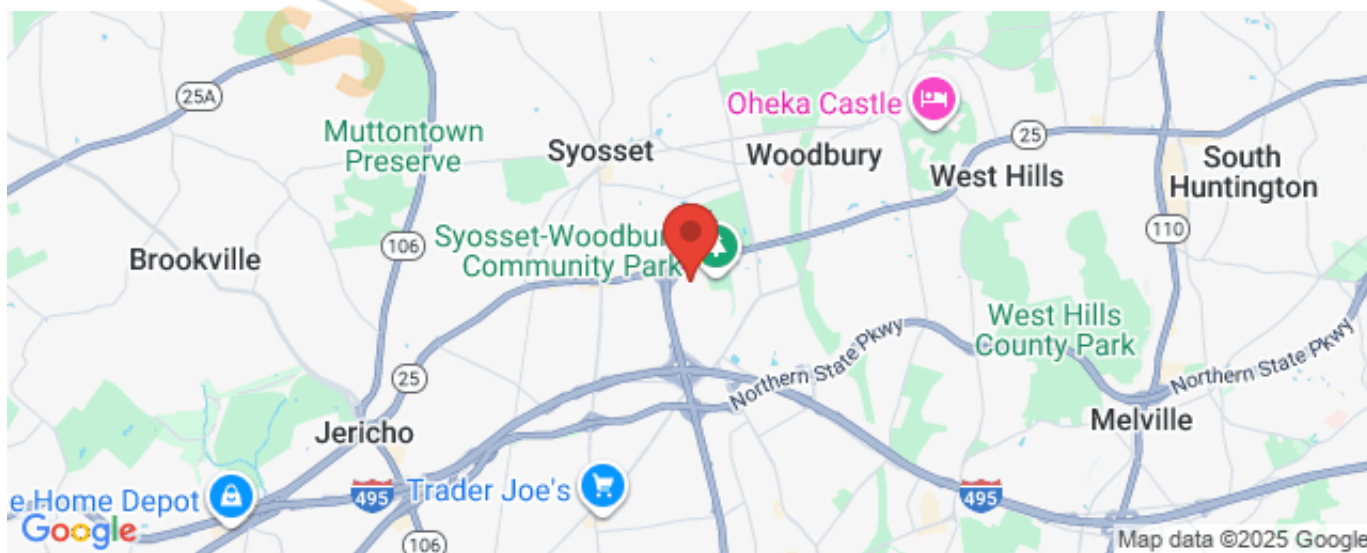 25A
Oheka Castle
25
Muttontown
Preserve
Syosset
Woodbury
West Hills
South
Huntington
106
Syosset-Woodbury
Community Park
110
Brookville
West Hills
County Park
Northern State Pkwy
Northern State Pkwy
25
Jericho
Melville
495
Trader Joe's
495
e Home Depot
Google
106
Map data ©2025 Google